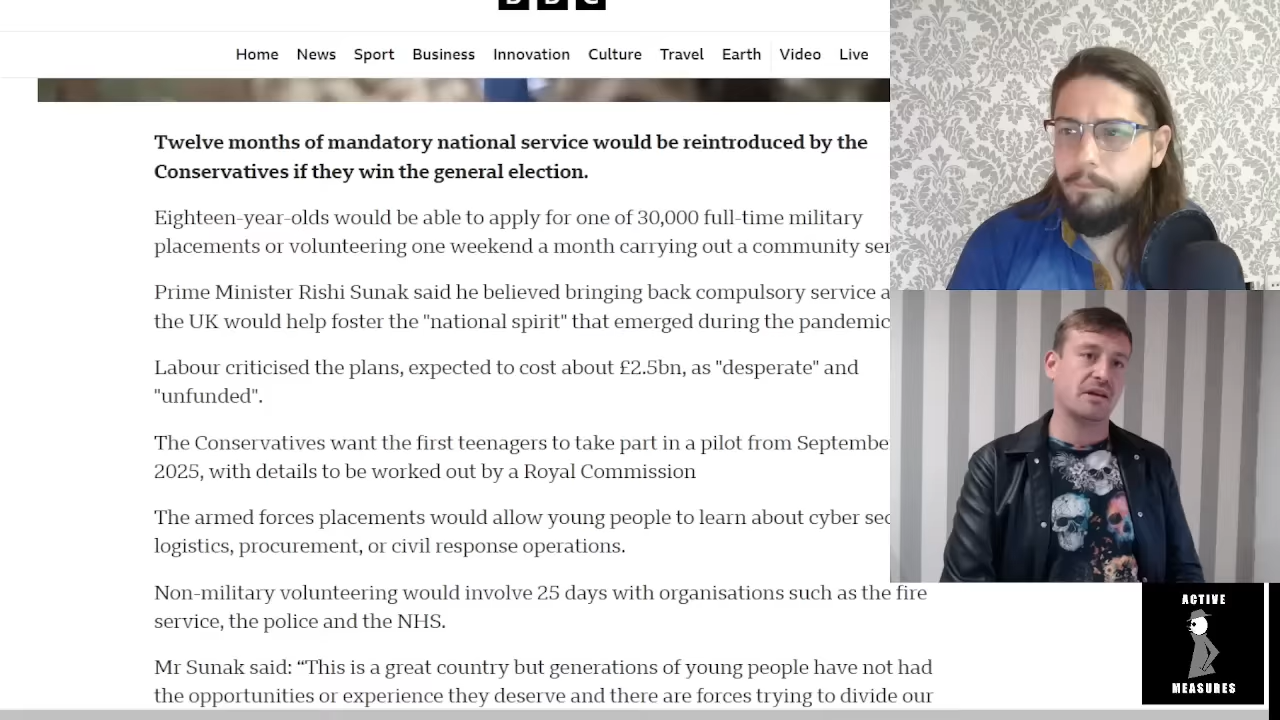 BBC
Home News Sport Business Innovation Culture Travel Earth Video Live
Twelve months of mandatory national service would be reintroduced by the
Conservatives if they win the general election.
Eighteen-year-olds would be able to apply for one of 30,000 full-time military
placements or volunteering one weekend a month carrying out a community
Prime Minister Rishi Sunak said he believed bringing back compulsory service
the UK would help foster the "national spirit" that emerged during the pandemic
Labour criticised the plans, expected to cost about £2.5bn, as "desperate" and
"unfunded".
The Conservatives want the first teenagers to take part in a pilot from September
2025, with details to be worked out by a Royal Commission
The armed forces placements would allow young people to learn about cyber
logistics, procurement, or civil response operations.
Non-military volunteering would involve 25 days with organisations such as the fire
service, the police and the NHS.
Mr Sunak said: “This is a great country but generations of young people have not had
the opportunities or experience they deserve and there are forces trying to divide our
ACTIVE
MEASURES